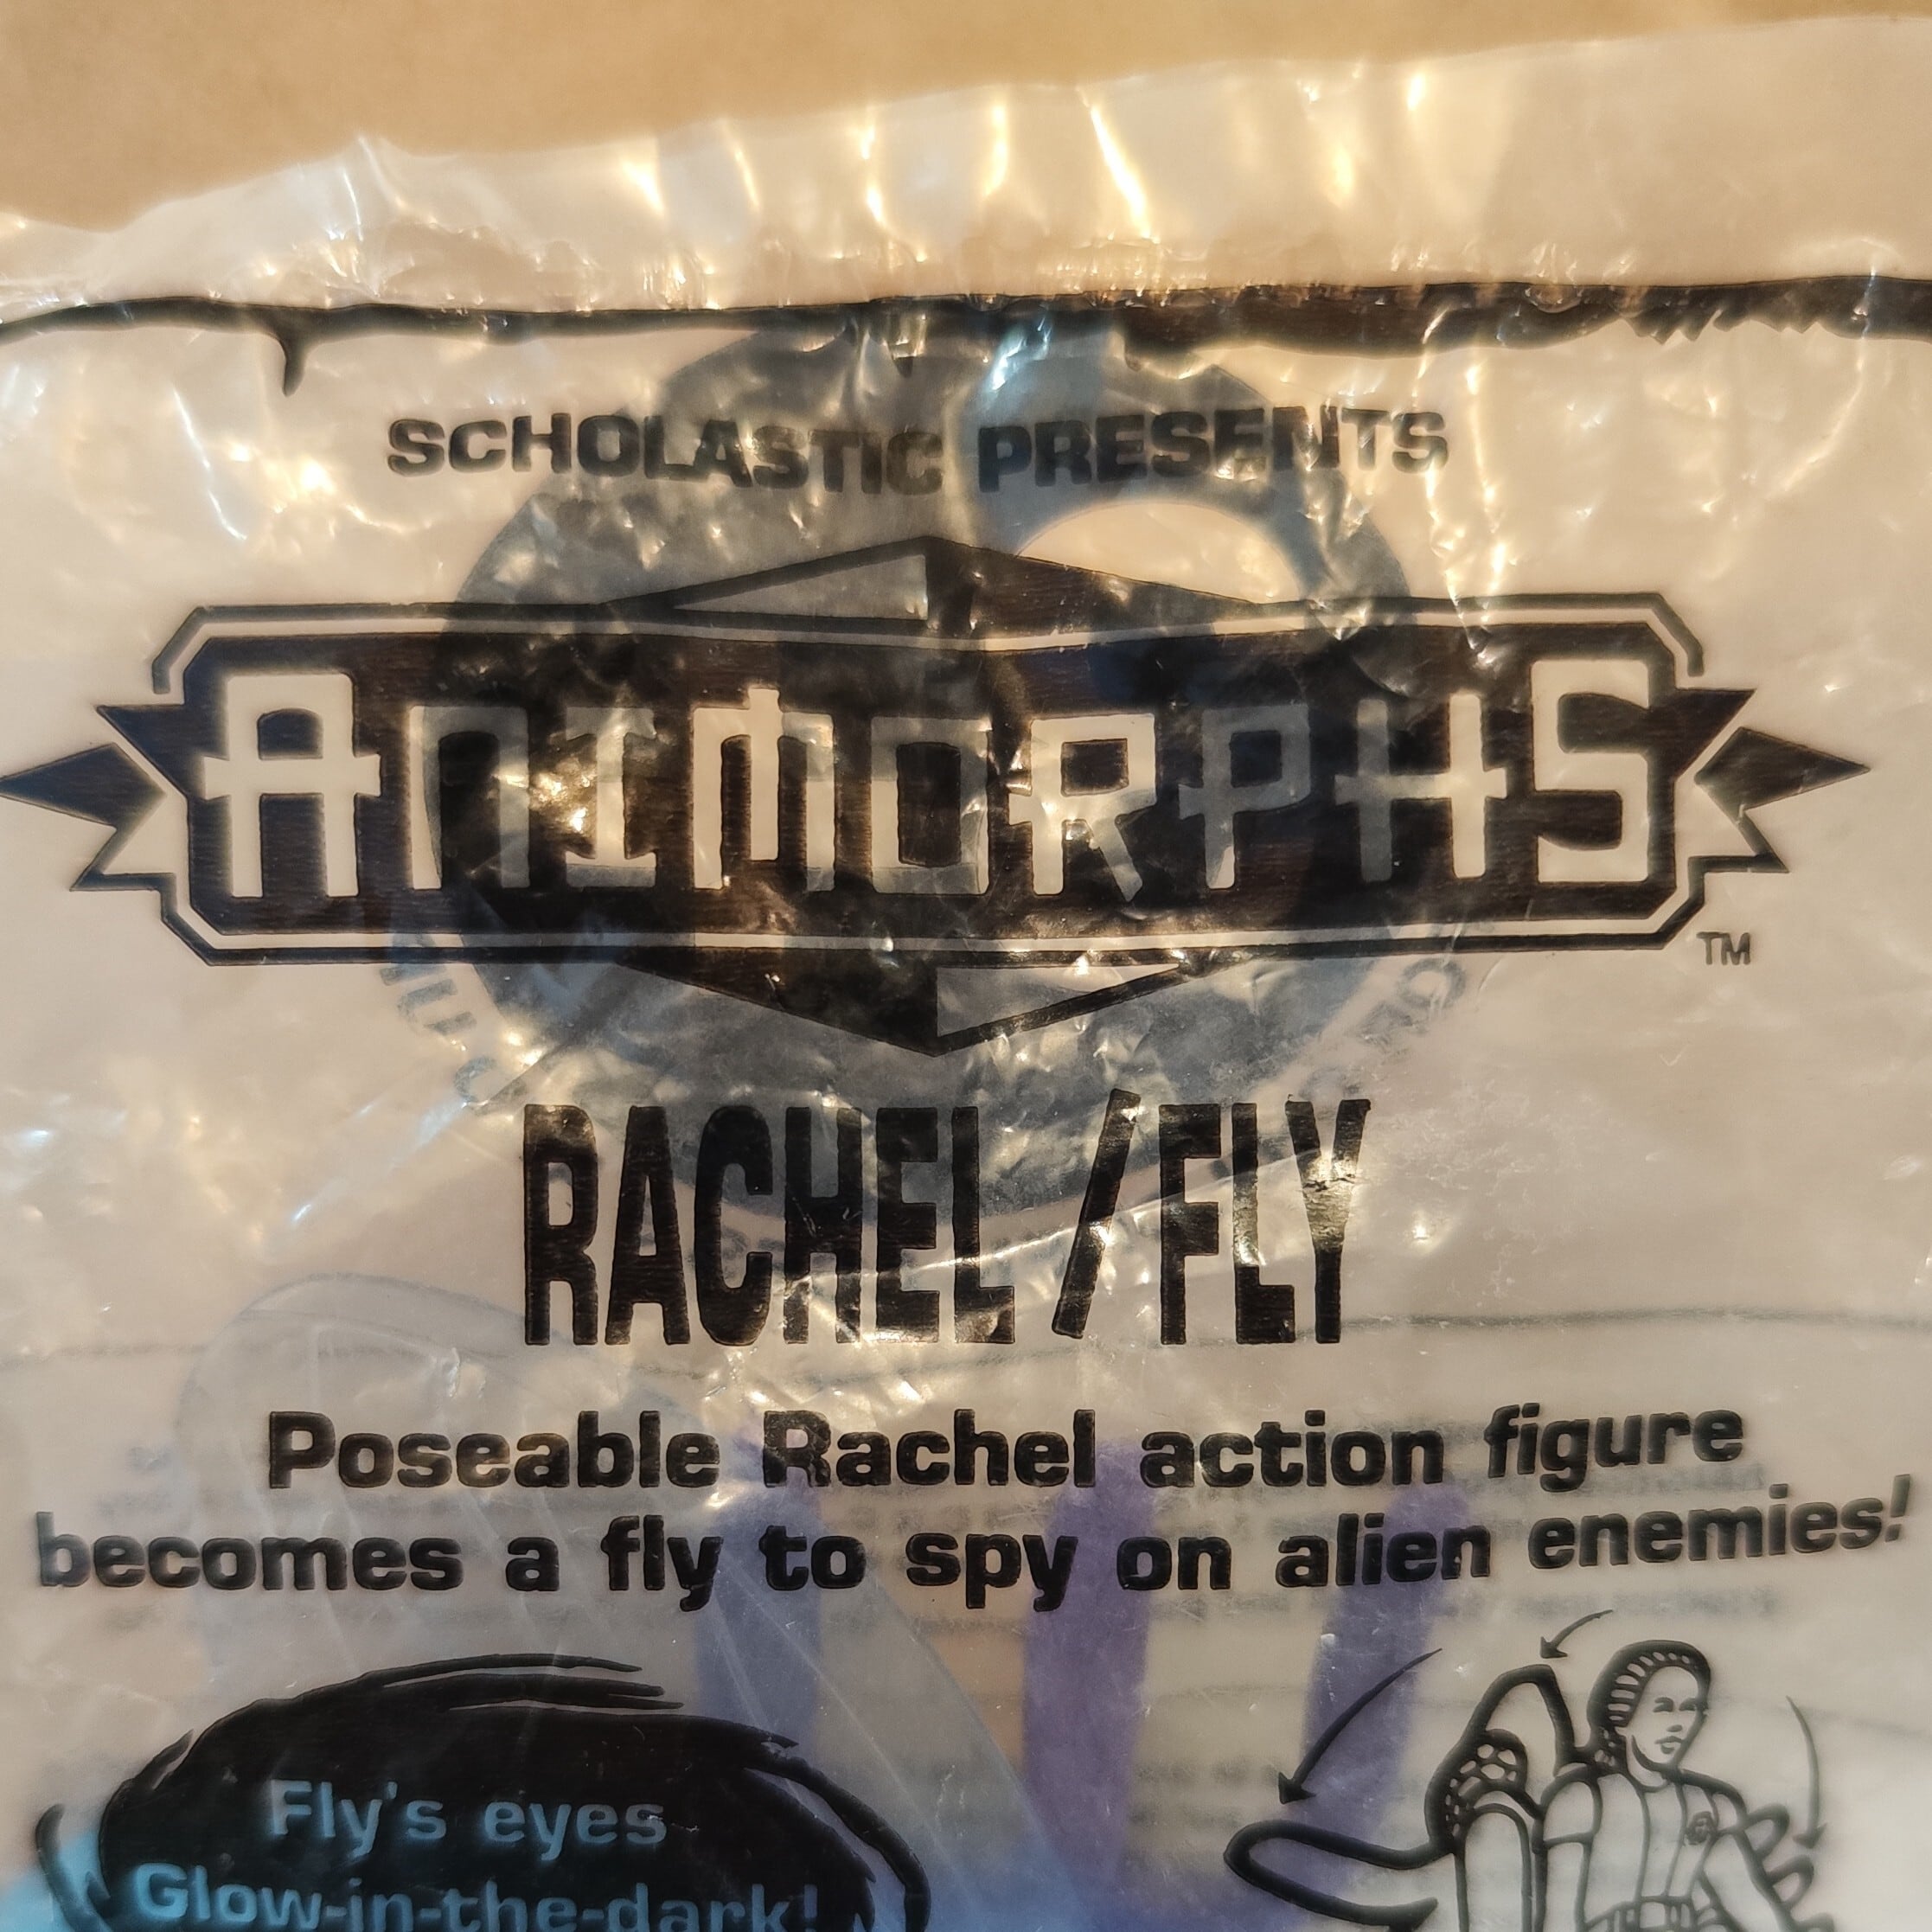 SCHOLASTIC PRESENTS
ANIMORPHS TM
RACHEL / FLY
Poseable Rachel action figure
becomes a fly to spy on alien enemies!
Fly's eyes
Glow-in-the-dark!